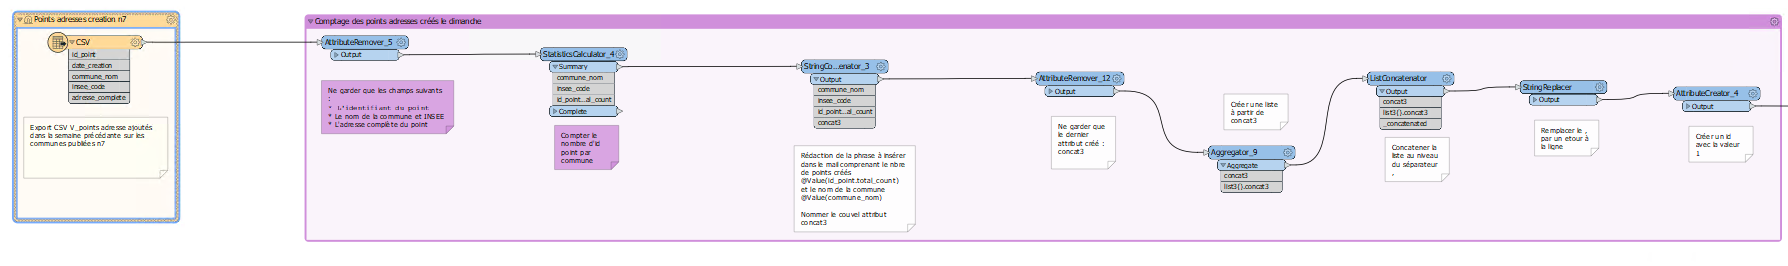 Points adresses creation n7
CSV
id_point
date_creation
commune_nom
insee_code
adresse_complete
Export CSV V_points adresse ajoutés
dans la semaine précédante sur les
communes publiées n7
Comptage des points adresses créés le dimanche
AttributeRemover_5
Output
Ne garder que les champs suivants
:
* L'identifiant du point
* Le nom de la commune et INSEE
* L'adresse complète du point
StatisticsCalculator_4
Summary
commune_nom
insee_code
id_point...al_count
Complete
Compter le
nombre d'id
point par
commune
StringCo...enator_3
Output
commune_nom
insee_code
id_point...al_count
concat3
Rédaction de la phrase à insérer
dans le mail comprenant le nbre
de points créés
@Value(id_point.total_count)
et le nom de la commune
@Value(commune_nom)
Nommer le couvel attribut
concat3
AttributeRemover_12
Output
Ne garder que
le dernier
attribut créé :
concat3
Créer une liste
à partir de
concat3
Aggregator_9
Aggregate
concat3
list3{}.concat3
ListConcatenator
Output
concat3
list3{}.concat3
_concatenated
Concatener la
liste au niveau
du séparateur
,
StringReplacer
Output
Remplacer le ,
par un etour à
la ligne
AttributeCreator_4
Output
Créer un id
avec la valeur
1